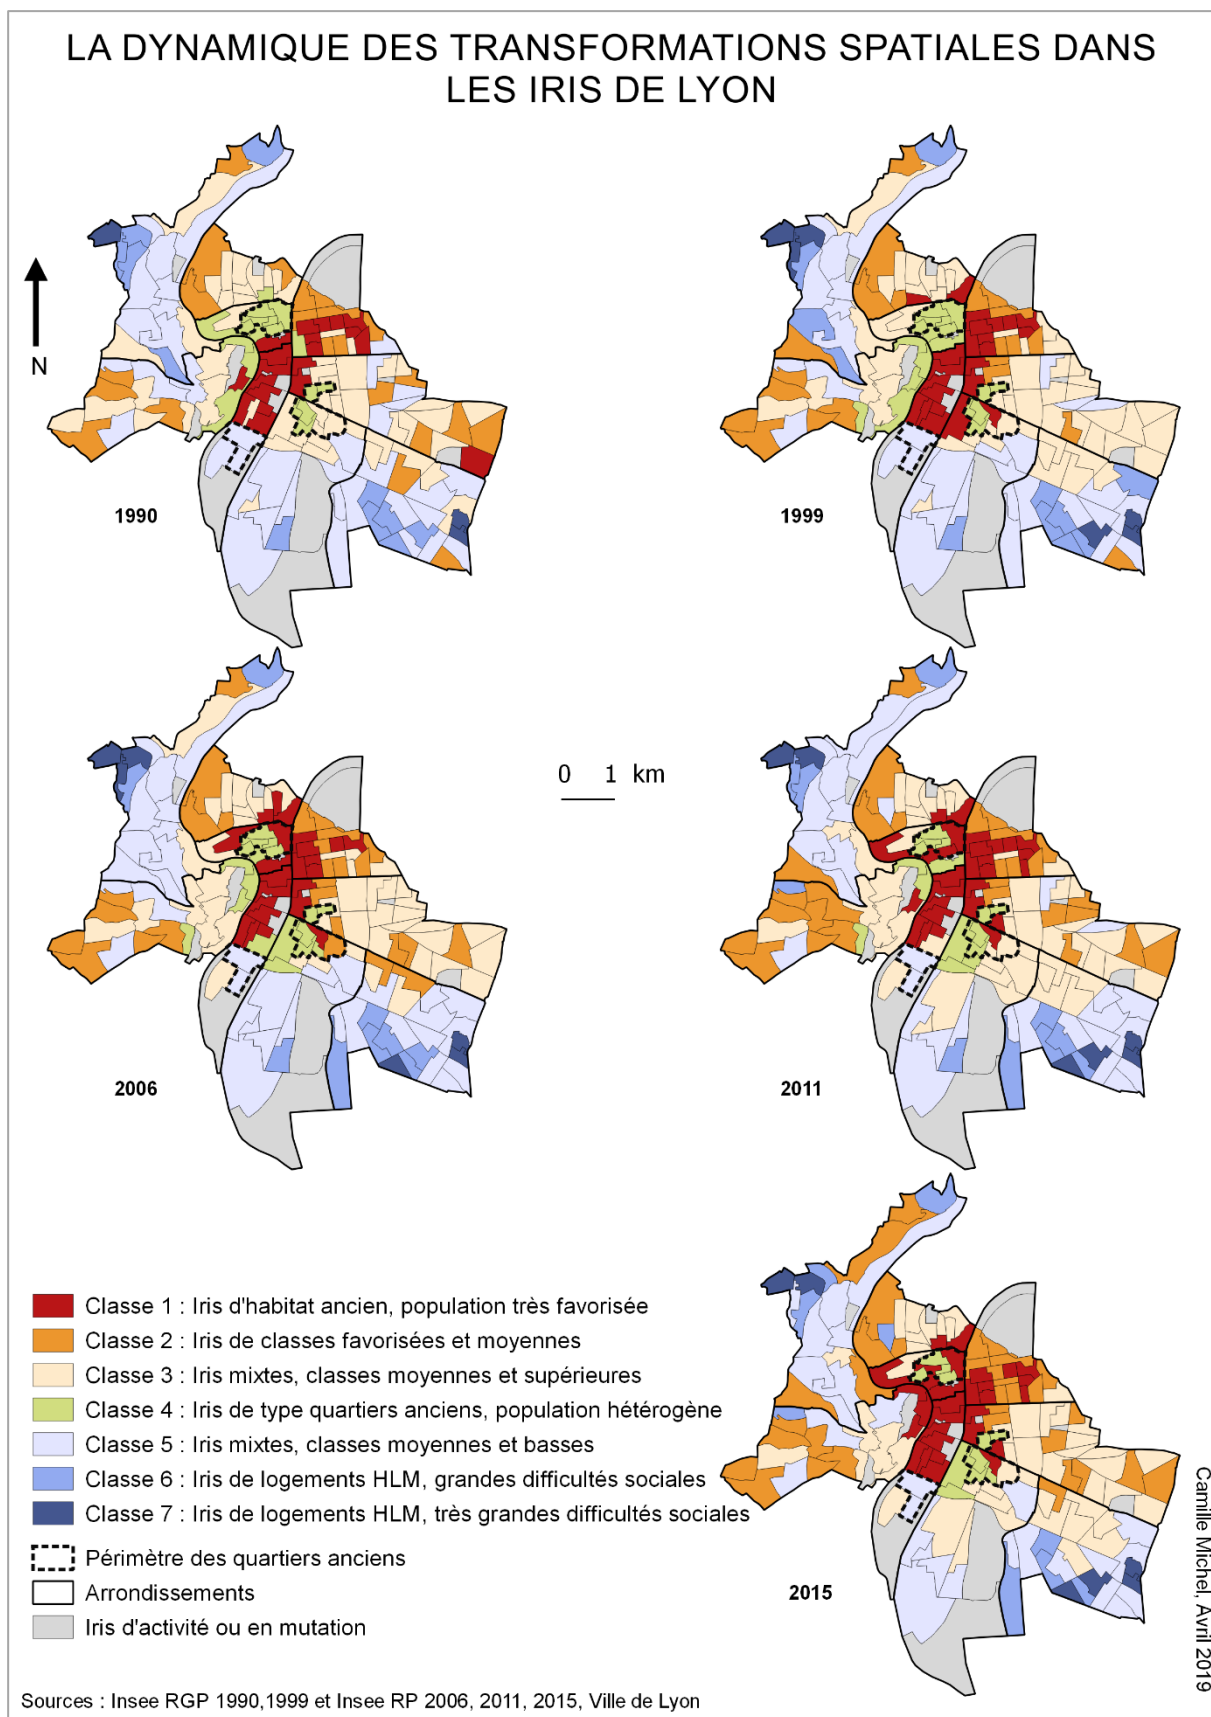 LA DYNAMIQUE DES TRANSFORMATIONS SPATIALES DANS
LES IRIS DE LYON
N
1990
1999
0 1 km
2006
2011
Classe 1 : Iris d'habitat ancien, population très favorisée
Classe 2 : Iris de classes favorisées et moyennes
Classe 3 : Iris mixtes, classes moyennes et supérieures
Classe 4 : Iris de type quartiers anciens, population hétérogène
Classe 5 : Iris mixtes, classes moyennes et basses
Classe 6 : Iris de logements HLM, grandes difficultés sociales
Classe 7 : Iris de logements HLM, très grandes difficultés sociales
Périmètre des quartiers anciens
Arrondissements
Iris d'activité ou en mutation
2015
Camille Michel, Avril 2019
Sources : Insee RGP 1990,1999 et Insee RP 2006, 2011, 2015, Ville de Lyon